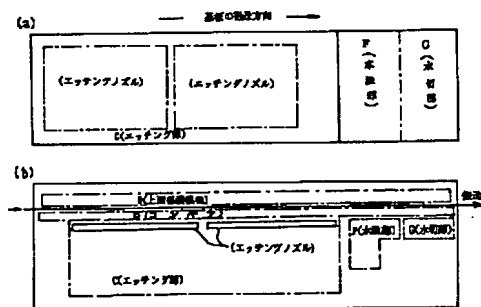 (a)
基板の搬送方向
(エッチングノズル)
(エッチングノズル)
C(エッチング部)
F(水洗部)
G(水切部)
(b)
(エッチングノズル)
C(エッチング部)
F(水洗部)
G(水切部)
搬送